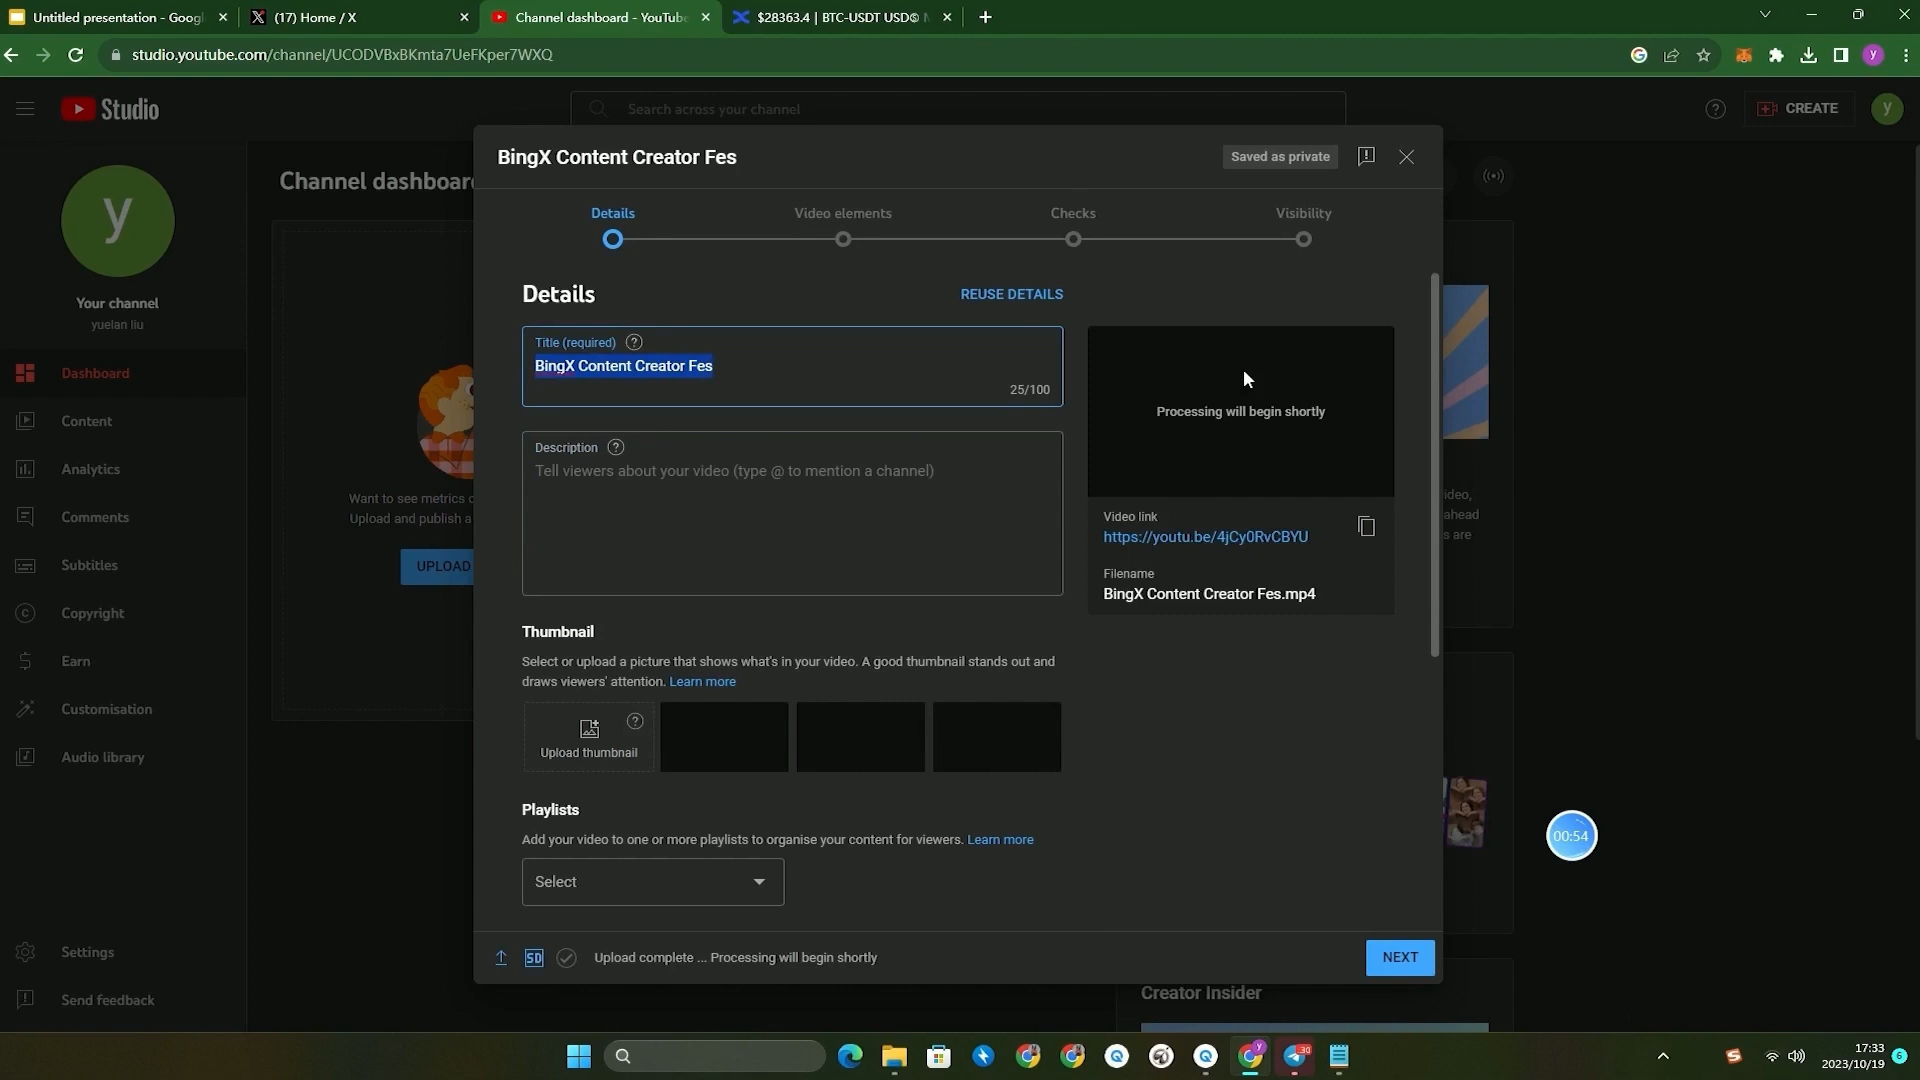 Untitled presentation - Googl
(17) Home / X
Channel dashboard - YouTube
$28363.4 | BTC-USDT USDⓈ M
studio.youtube.com/channel/UCODVBxBKmta7UeFKper7WXQ
Studio
Search across your channel
CREATE
y
y
Your channel
yuelan liu
Dashboard
Content
Analytics
Comments
Subtitles
Copyright
Earn
Customisation
Audio library
Settings
Send feedback
Channel dashboard
Want to see metrics
Upload and publish a
UPLOAD
BingX Content Creator Fes
Saved as private
Details
Video elements
Checks
Visibility
Details
REUSE DETAILS
Title (required)
BingX Content Creator Fes
25/100
Description
Tell viewers about your video (type @ to mention a channel)
Processing will begin shortly
Video link
https://youtu.be/4jCy0RvCBYU
Filename
BingX Content Creator Fes.mp4
Thumbnail
Select or upload a picture that shows what's in your video. A good thumbnail stands out and
draws viewers' attention. Learn more
Upload thumbnail
Playlists
Add your video to one or more playlists to organise your content for viewers. Learn more
Select
SD
Upload complete ... Processing will begin shortly
NEXT
ideo,
ahead
s are
00:54
Creator Insider
30
17:33
2023/10/19
6